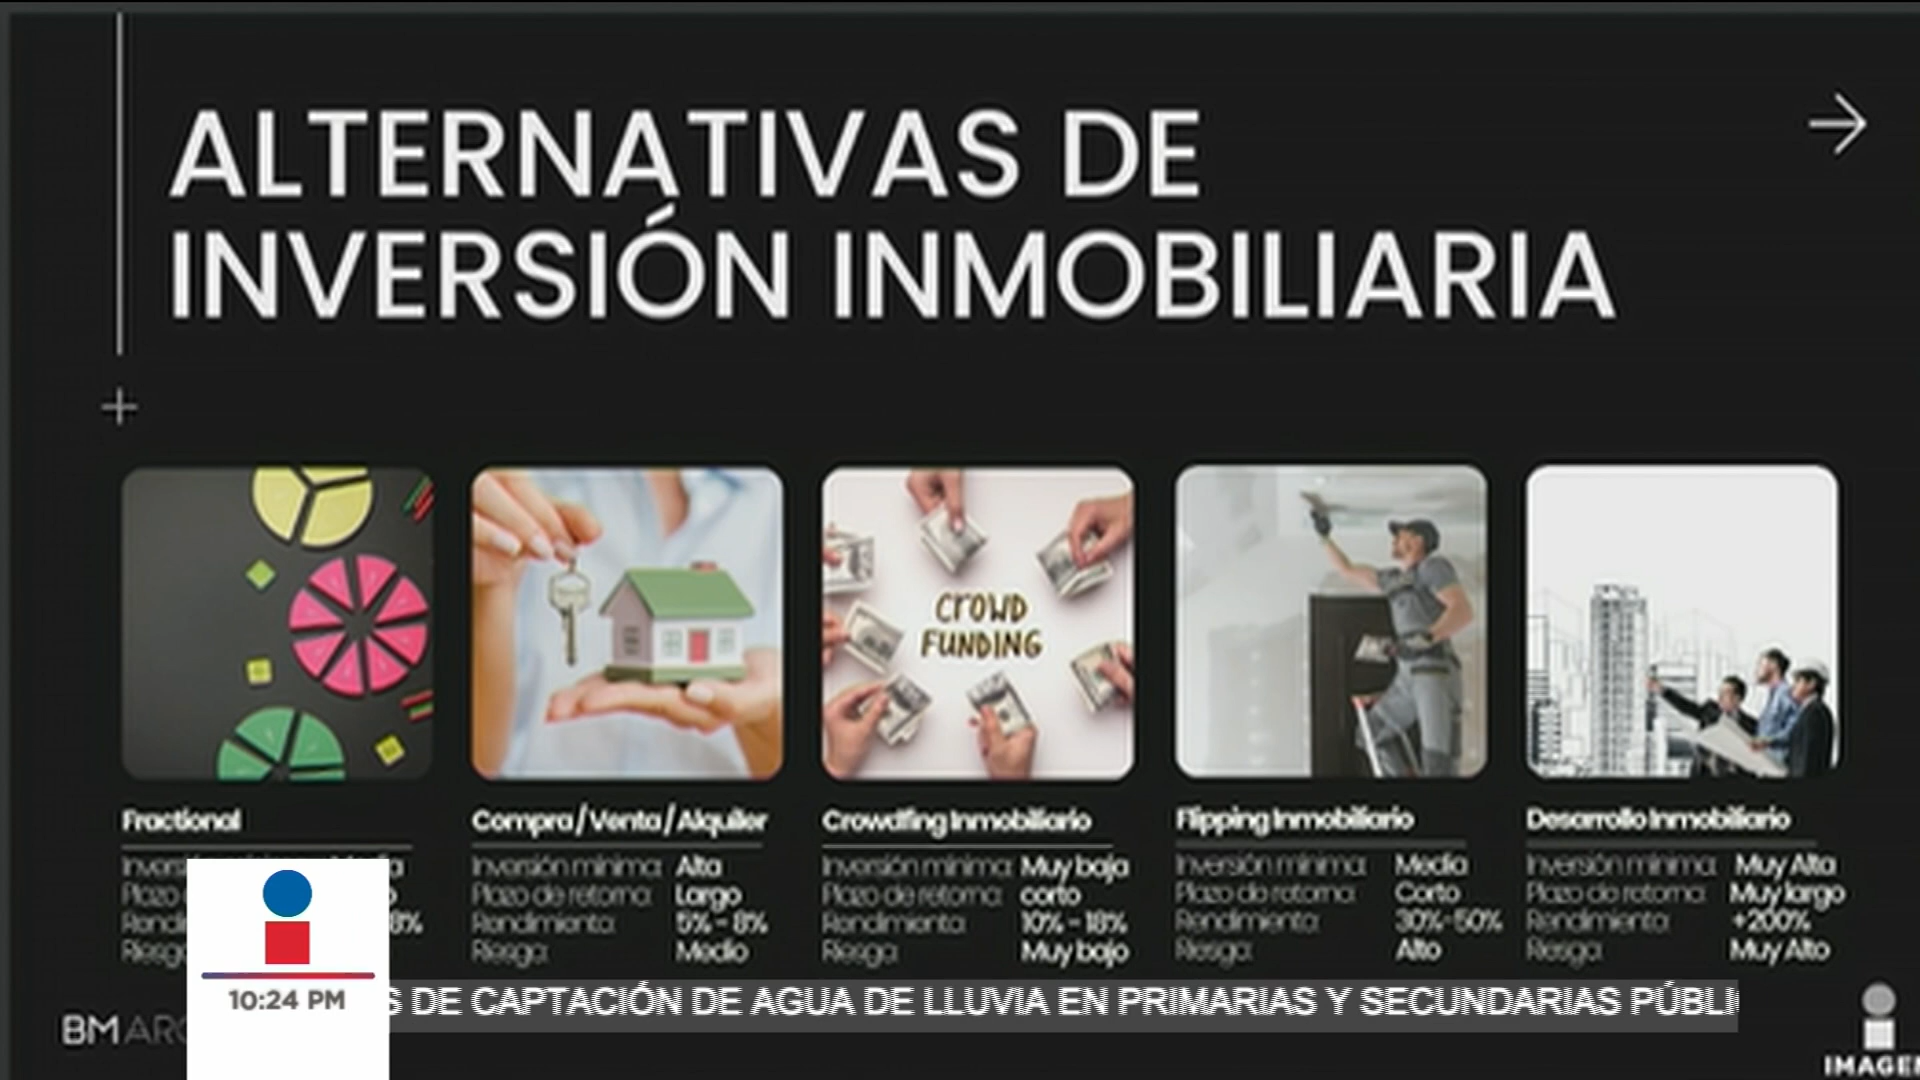 ALTERNATIVAS DE
INVERSIÓN INMOBILIARIA
CROWD
FUNDING
Fractional
8%
Compra / Venta / Alquiler
Inversión mínima: Alta
Plazo de retorno: Largo
Rendimiento: 5% - 8%
Riesgo: Medio
Crowdfing Inmobiliario
Inversión mínima: Muy baja
Plazo de retorno: corto
Rendimiento: 10% - 18%
Riesgo: Muy bajo
Flipping Inmobiliario
Inversión mínima: Media
Plazo de retorno: Corto
Rendimiento: 30%-50%
Riesgo: Alto
Desarrollo Inmobiliario
Inversión mínima: Muy Alta
Plazo de retorno: Muy largo
Rendimiento: +200%
Riesgo: Muy Alto
10:24 PM
S DE CAPTACIÓN DE AGUA DE LLUVIA EN PRIMARIAS Y SECUNDARIAS PÚBLI
BM ARQ
IMAGEN